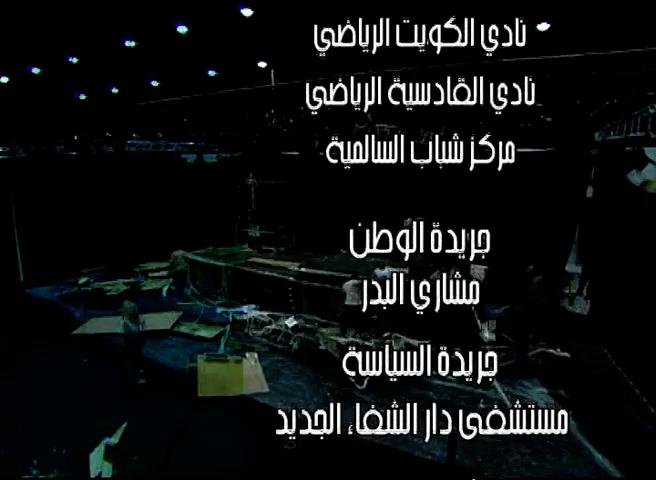 نادي الكويت الرياضي
نادي القادسية الرياضي
مركز شباب السالمية
جريدة الوطن
مشاري البدر
جريدة السياسة
مستشفى دار الشفاء الجديد